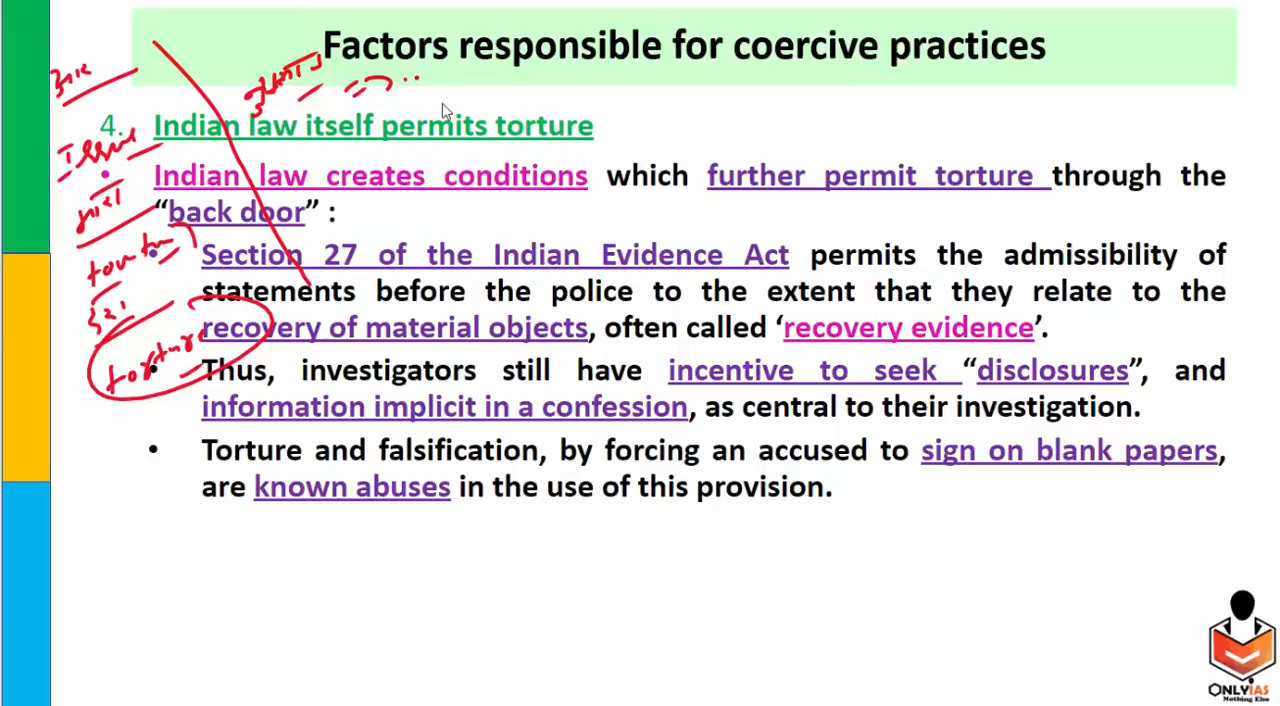 Factors responsible for coercive practices
4. Indian law itself permits torture
Issue
• Indian law creates conditions which further permit torture through the
“back door” :
• Section 27 of the Indian Evidence Act permits the admissibility of
statements before the police to the extent that they relate to the
recovery of material objects, often called ‘recovery evidence’.
torture
• Thus, investigators still have incentive to seek “disclosures”, and
information implicit in a confession, as central to their investigation.
• Torture and falsification, by forcing an accused to sign on blank papers,
are known abuses in the use of this provision.
ONLYIAS
Nothing Else